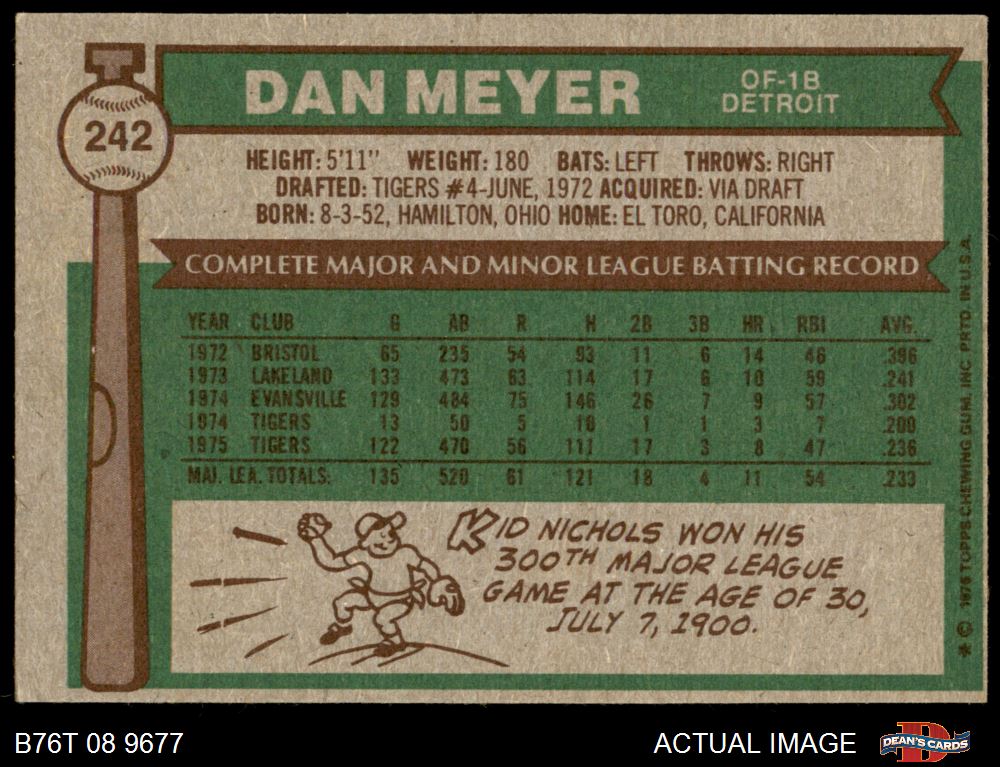 242
DAN MEYER
OF-1B
DETROIT
HEIGHT: 5'11" WEIGHT: 180 BATS: LEFT THROWS: RIGHT
DRAFTED: TIGERS #4-JUNE, 1972 ACQUIRED: VIA DRAFT
BORN: 8-3-52, HAMILTON, OHIO HOME: EL TORO, CALIFORNIA
COMPLETE MAJOR AND MINOR LEAGUE BATTING RECORD
YEAR CLUB G AB R H 2B 3B HR RBI AVG.
1972 BRISTOL 65 235 54 93 11 6 14 46 .396
1973 LAKELAND 133 473 63 114 17 6 10 59 .241
1974 EVANSVILLE 129 484 75 146 26 7 9 57 .302
1974 TIGERS 13 50 5 10 1 1 3 7 .200
1975 TIGERS 122 470 56 111 17 3 8 47 .236
MAJ. LEA. TOTALS: 135 520 61 121 18 4 11 54 .233
KID NICHOLS WON HIS
300TH MAJOR LEAGUE
GAME AT THE AGE OF 30,
JULY 7, 1900.
* © 1976 TOPPS CHEWING GUM, INC. PRTD. IN U.S.A.
B76T 08 9677
ACTUAL IMAGE
D
DEAN'S CARDS